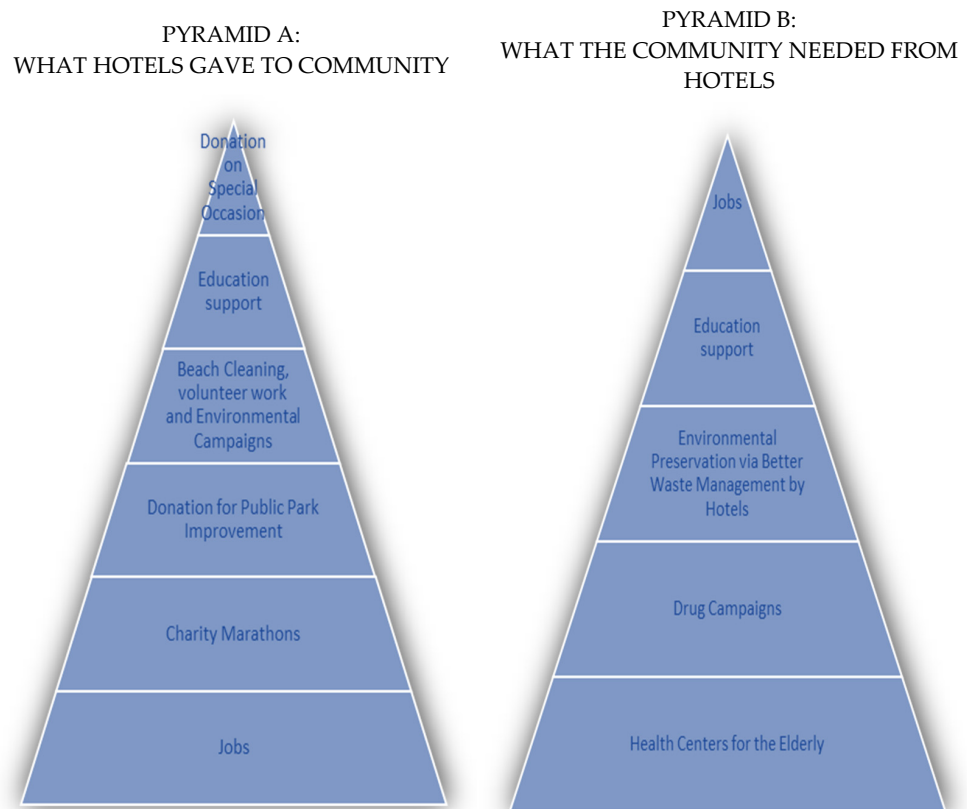 PYRAMID A:
WHAT HOTELS GAVE TO COMMUNITY
Donation
on
Special
Occasion
Education
support
Beach Cleaning,
volunteer work
and Environmental
Campaigns
Donation for Public Park
Improvement
Charity Marathons
Jobs
PYRAMID B:
WHAT THE COMMUNITY NEEDED FROM
HOTELS
Jobs
Education
support
Environmental
Preservation via Better
Waste Management by
Hotels
Drug Campaigns
Health Centers for the Elderly